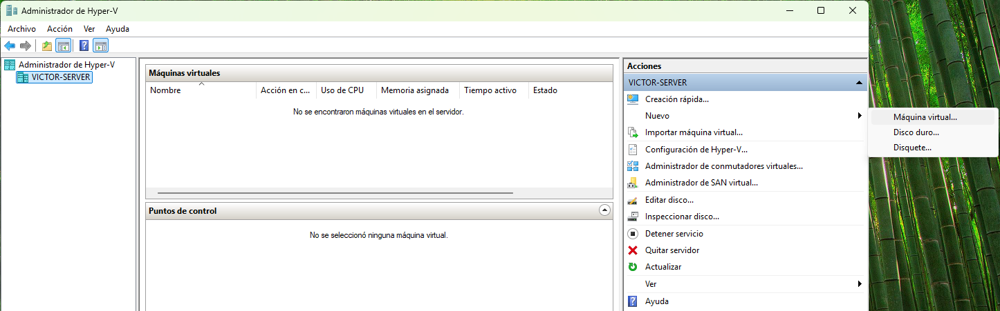 Administrador de Hyper-V
Archivo Acción Ver Ayuda
Administrador de Hyper-V
VICTOR-SERVER
Máquinas virtuales
Nombre Acción en c... Uso de CPU Memoria asignada Tiempo activo Estado
No se encontraron máquinas virtuales en el servidor.
Puntos de control
No se seleccionó ninguna máquina virtual.
Acciones
VICTOR-SERVER
Creación rápida...
Nuevo
Importar máquina virtual...
Configuración de Hyper-V...
Administrador de conmutadores virtuales...
Administrador de SAN virtual...
Editar disco...
Inspeccionar disco...
Detener servicio
Quitar servidor
Actualizar
Ver
Ayuda
Máquina virtual...
Disco duro...
Disquete...